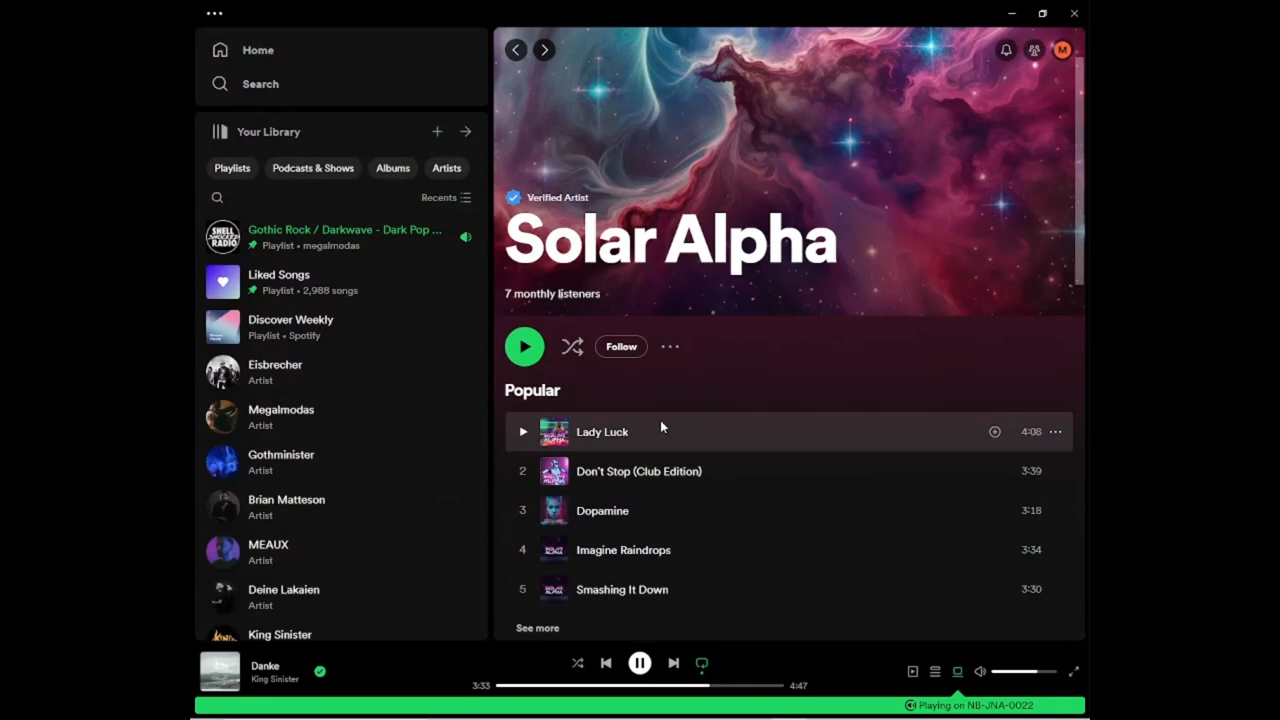 Home
Search
Your Library
Playlists
Podcasts & Shows
Albums
Artists
Recents
SHELL SHOCKED RADIO
Gothic Rock / Darkwave - Dark Pop ...
Playlist • megalmodas
Liked Songs
Playlist • 2,988 songs
Discover Weekly
Playlist • Spotify
Eisbrecher
Artist
Megalmodas
Artist
Gothminister
Artist
Brian Matteson
Artist
MEAUX
Artist
Deine Lakaien
Artist
King Sinister
M
Verified Artist
Solar Alpha
7 monthly listeners
Follow
Popular
Lady Luck
4:08
2 Don't Stop (Club Edition) 3:39
3 Dopamine 3:18
4 Imagine Raindrops 3:34
5 Smashing It Down 3:30
See more
Danke
King Sinister
3:33
4:47
Playing on NB-JNA-0022